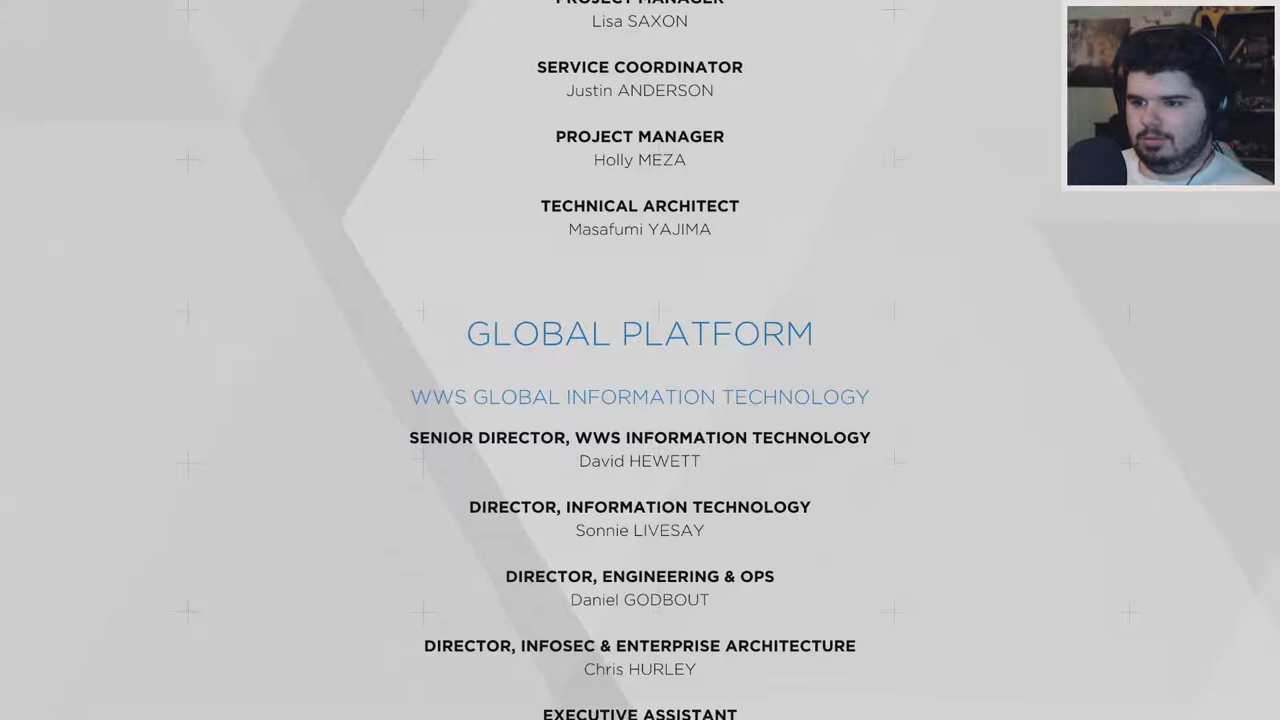 PROJECT MANAGER
Lisa SAXON
SERVICE COORDINATOR
Justin ANDERSON
PROJECT MANAGER
Holly MEZA
TECHNICAL ARCHITECT
Masafumi YAJIMA
GLOBAL PLATFORM
WWS GLOBAL INFORMATION TECHNOLOGY
SENIOR DIRECTOR, WWS INFORMATION TECHNOLOGY
David HEWETT
DIRECTOR, INFORMATION TECHNOLOGY
Sonnie LIVESAY
DIRECTOR, ENGINEERING & OPS
Daniel GODBOUT
DIRECTOR, INFOSEC & ENTERPRISE ARCHITECTURE
Chris HURLEY
EXECUTIVE ASSISTANT